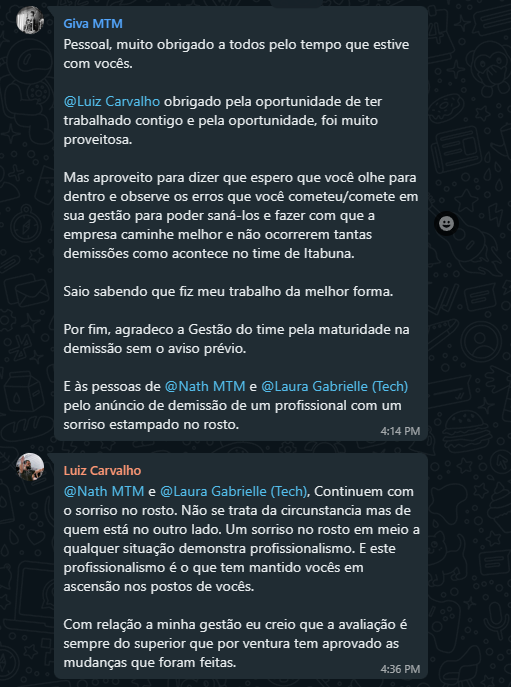 Giva MTM
Pessoal, muito obrigado a todos pelo tempo que estive
com vocês.
@Luiz Carvalho obrigado pela oportunidade de ter
trabalhado contigo e pela oportunidade, foi muito
proveitosa.
Mas aproveito para dizer que espero que você olhe para
dentro e observe os erros que você cometeu/comete em
sua gestão para poder saná-los e fazer com que a
empresa caminhe melhor e não ocorrerem tantas
demissões como acontece no time de Itabuna.
Saio sabendo que fiz meu trabalho da melhor forma.
Por fim, agradeco a Gestão do time pela maturidade na
demissão sem o aviso prévio.
E às pessoas de @Nath MTM e @Laura Gabrielle (Tech)
pelo anúncio de demissão de um profissional com um
sorriso estampado no rosto.
4:14 PM
Luiz Carvalho
@Nath MTM e @Laura Gabrielle (Tech), Continuem com
o sorriso no rosto. Não se trata da circunstancia mas de
quem está no outro lado. Um sorriso no rosto em meio a
qualquer situação demonstra profissionalismo. E este
profissionalismo é o que tem mantido vocês em
ascensão nos postos de vocês.
Com relação a minha gestão eu creio que a avaliação é
sempre do superior que por ventura tem aprovado as
mudanças que foram feitas.
4:36 PM